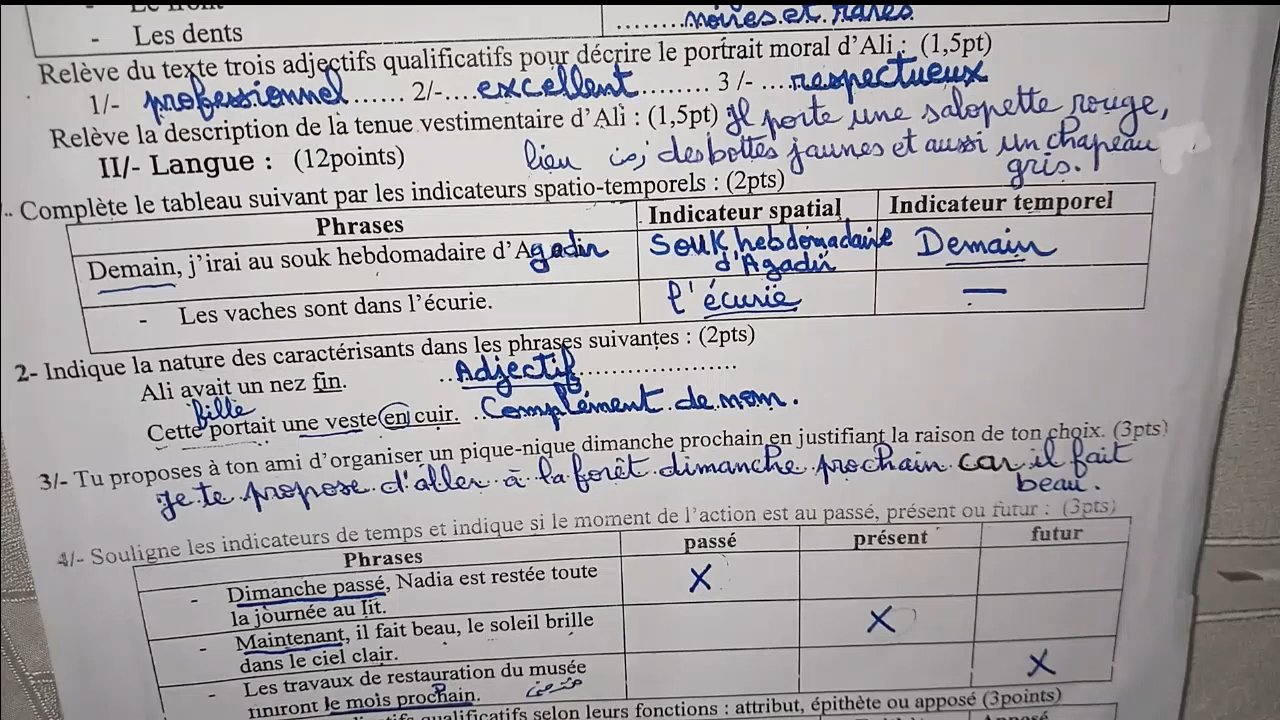 - Le front
- Les dents ........noires.et.rares.
Relève du texte trois adjectifs qualificatifs pour décrire le portrait moral d'Ali : (1,5pt)
1/- professionnel...... 2/-....excellent........ 3 /- ....respectueux
Relève la description de la tenue vestimentaire d'Ali : (1,5pt) Il porte une salopette rouge,
II/- Langue : (12points) des bottes jaunes et aussi un chapeau
gris.
Complète le tableau suivant par les indicateurs spatio-temporels : (2pts)
Phrases Indicateur spatial Indicateur temporel
Demain, j'irai au souk hebdomadaire d'Agadir souk hebdomadaire Demain
d'Agadir
- Les vaches sont dans l'écurie. l'écurie —
2- Indique la nature des caractérisants dans les phrases suivantes : (2pts)
Ali avait un nez fin. ..Adjectif......................
fille
Cette portait une veste en cuir. ..Complément.de.nom.
3/- Tu proposes à ton ami d'organiser un pique-nique dimanche prochain en justifiant la raison de ton choix. (3pts)
Je.te.propose.d'aller.à.la.forêt.dimanche.prochain.car il fait
beau.
4/- Souligne les indicateurs de temps et indique si le moment de l'action est au passé, présent ou futur : (3pts)
Phrases passé présent futur
- Dimanche passé, Nadia est restée toute X
la journée au lit.
- Maintenant, il fait beau, le soleil brille X
dans le ciel clair.
- Les travaux de restauration du musée X
finiront le mois prochain.
qualificatifs selon leurs fonctions : attribut, épithète ou apposé (3points)
Apposé